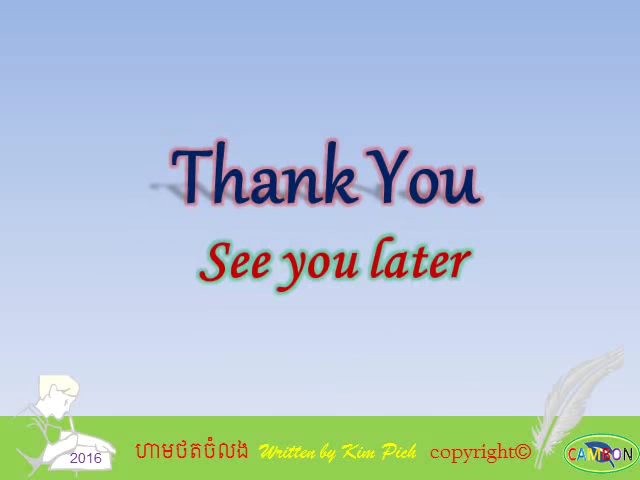 Thank You
See you later
2016 ហាមថតចំលង Written by Kim Pich copyright© CAMBON